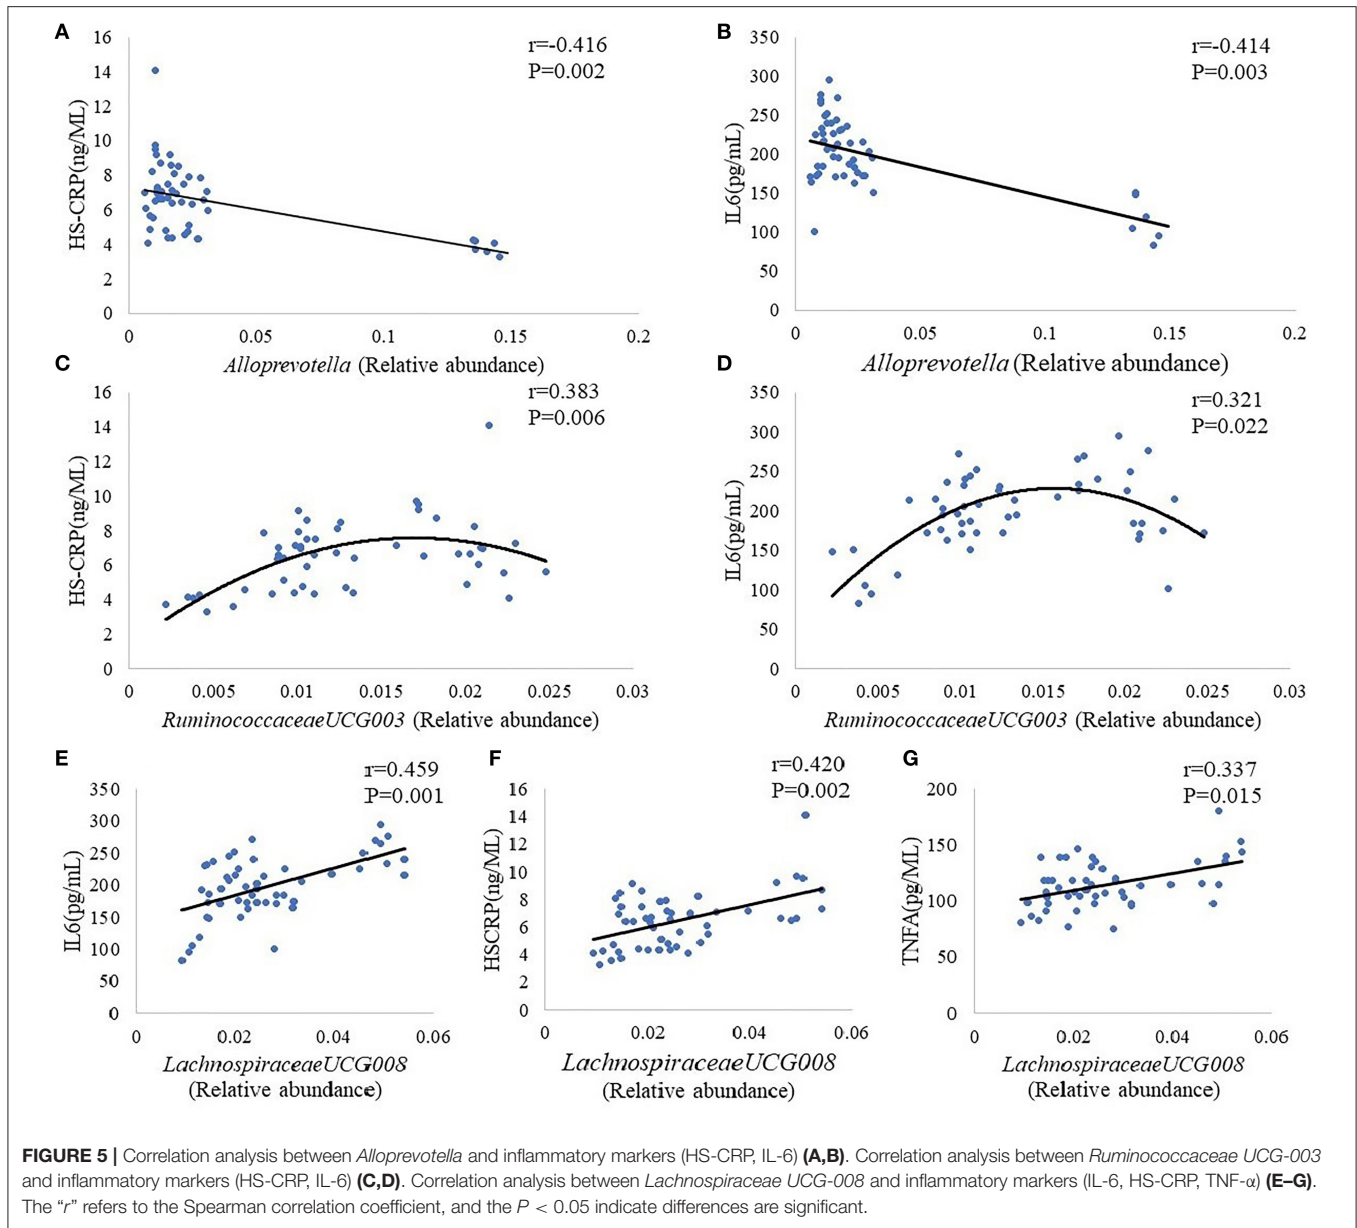 A
16
14
12
10
8
6
4
2
0
HS-CRP(ng/ML)
r=-0.416
P=0.002
0 0.05 0.1 0.15 0.2
Alloprevotella (Relative abundance)
B
350
300
250
200
150
100
50
0
IL6(pg/mL)
r=-0.414
P=0.003
0 0.05 0.1 0.15 0.2
Alloprevotella (Relative abundance)
C
16
14
12
10
8
6
4
2
0
HS-CRP(ng/ML)
r=0.383
P=0.006
0 0.005 0.01 0.015 0.02 0.025 0.03
RuminococcaceaeUCG003 (Relative abundance)
D
350
300
250
200
150
100
50
0
IL6(pg/mL)
r=0.321
P=0.022
0 0.005 0.01 0.015 0.02 0.025 0.03
RuminococcaceaeUCG003 (Relative abundance)
E
350
300
250
200
150
100
50
0
IL6(pg/mL)
r=0.459
P=0.001
0 0.02 0.04 0.06
LachnospiraceaeUCG008
(Relative abundance)
F
16
14
12
10
8
6
4
2
0
HSCRP(ng/ML)
r=0.420
P=0.002
0 0.02 0.04 0.06
LachnospiraceaeUCG008
(Relative abundance)
G
200
150
100
50
0
TNFA(pg/ML)
r=0.337
P=0.015
0 0.02 0.04 0.06
LachnospiraceaeUCG008
(Relative abundance)
FIGURE 5 | Correlation analysis between Alloprevotella and inflammatory markers (HS-CRP, IL-6) (A,B). Correlation analysis between Ruminococcaceae UCG-003
and inflammatory markers (HS-CRP, IL-6) (C,D). Correlation analysis between Lachnospiraceae UCG-008 and inflammatory markers (IL-6, HS-CRP, TNF-α) (E–G).
The “r” refers to the Spearman correlation coefficient, and the P < 0.05 indicate differences are significant.